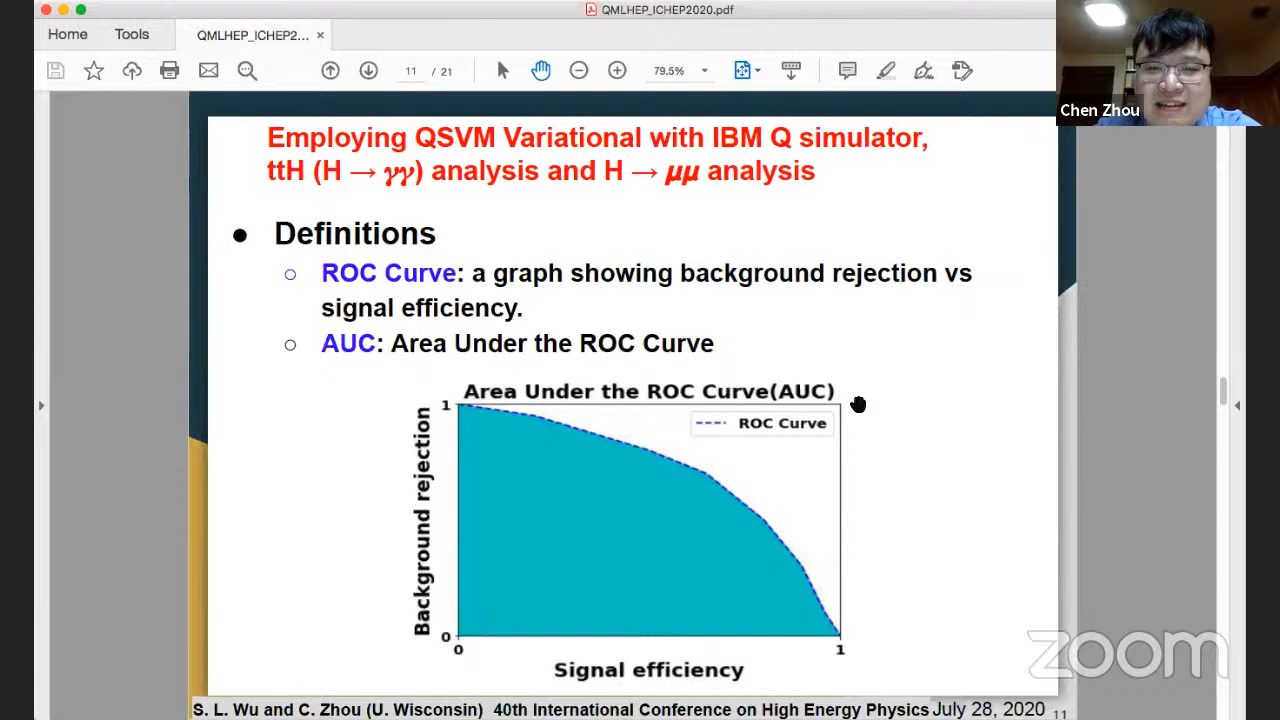 QMLHEP_ICHEP2020.pdf
Home Tools QMLHEP_ICHEP2... ×
11 / 21 79.5%
Chen Zhou
Employing QSVM Variational with IBM Q simulator,
ttH (H → γγ) analysis and H → μμ analysis
● Definitions
○ ROC Curve: a graph showing background rejection vs
signal efficiency.
○ AUC: Area Under the ROC Curve
Area Under the ROC Curve(AUC)
1
ROC Curve
Background rejection
0
0 1
Signal efficiency
zoom
S. L. Wu and C. Zhou (U. Wisconsin) 40th International Conference on High Energy Physics July 28, 2020 11